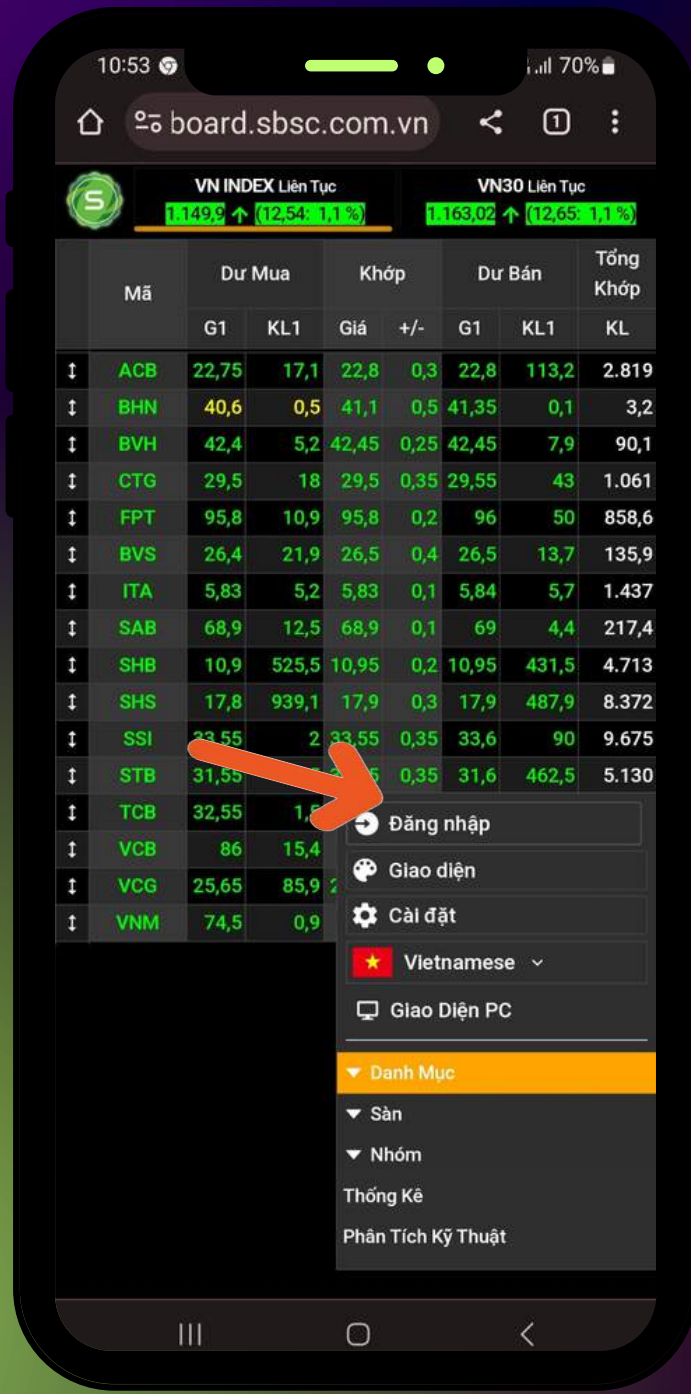 10:53 70%
board.sbsc.com.vn 1
S VN INDEX Liên Tục VN30 Liên Tục
1.149,9 (12,54: 1,1 %) 1.163,02 (12,65: 1,1 %)
Mã Dư Mua Khớp Dư Bán Tổng Khớp
G1 KL1 Giá +/- G1 KL1 KL
ACB 22,75 17,1 22,8 0,3 22,8 113,2 2.819
BHN 40,6 0,5 41,1 0,5 41,35 0,1 3,2
BVH 42,4 5,2 42,45 0,25 42,45 7,9 90,1
CTG 29,5 18 29,5 0,35 29,55 43 1.061
FPT 95,8 10,9 95,8 0,2 96 50 858,6
BVS 26,4 21,9 26,5 0,4 26,5 13,7 135,9
ITA 5,83 5,2 5,83 0,1 5,84 5,7 1.437
SAB 68,9 12,5 68,9 0,1 69 4,4 217,4
SHB 10,9 525,5 10,95 0,2 10,95 431,5 4.713
SHS 17,8 939,1 17,9 0,3 17,9 487,9 8.372
SSI 33,55 2 33,55 0,35 33,6 90 9.675
STB 31,55 0,35 31,6 462,5 5.130
TCB 32,55
VCB 86 15,4
VCG 25,65 85,9
VNM 74,5 0,9
Đăng nhập
Giao diện
Cài đặt
Vietnamese
Giao Diện PC
Danh Mục
Sàn
Nhóm
Thống Kê
Phân Tích Kỹ Thuật